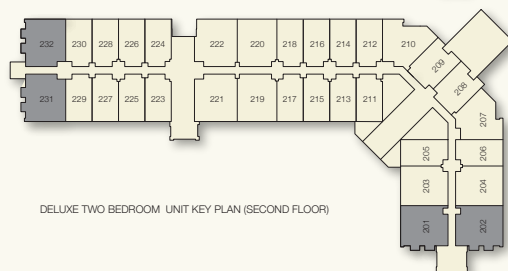 232 230 228 226 224 222 220 218 216 214 212 210
209
208
231 229 227 225 223 221 219 217 215 213 211
207
205 206
203 204
201 202
DELUXE TWO BEDROOM UNIT KEY PLAN (SECOND FLOOR)